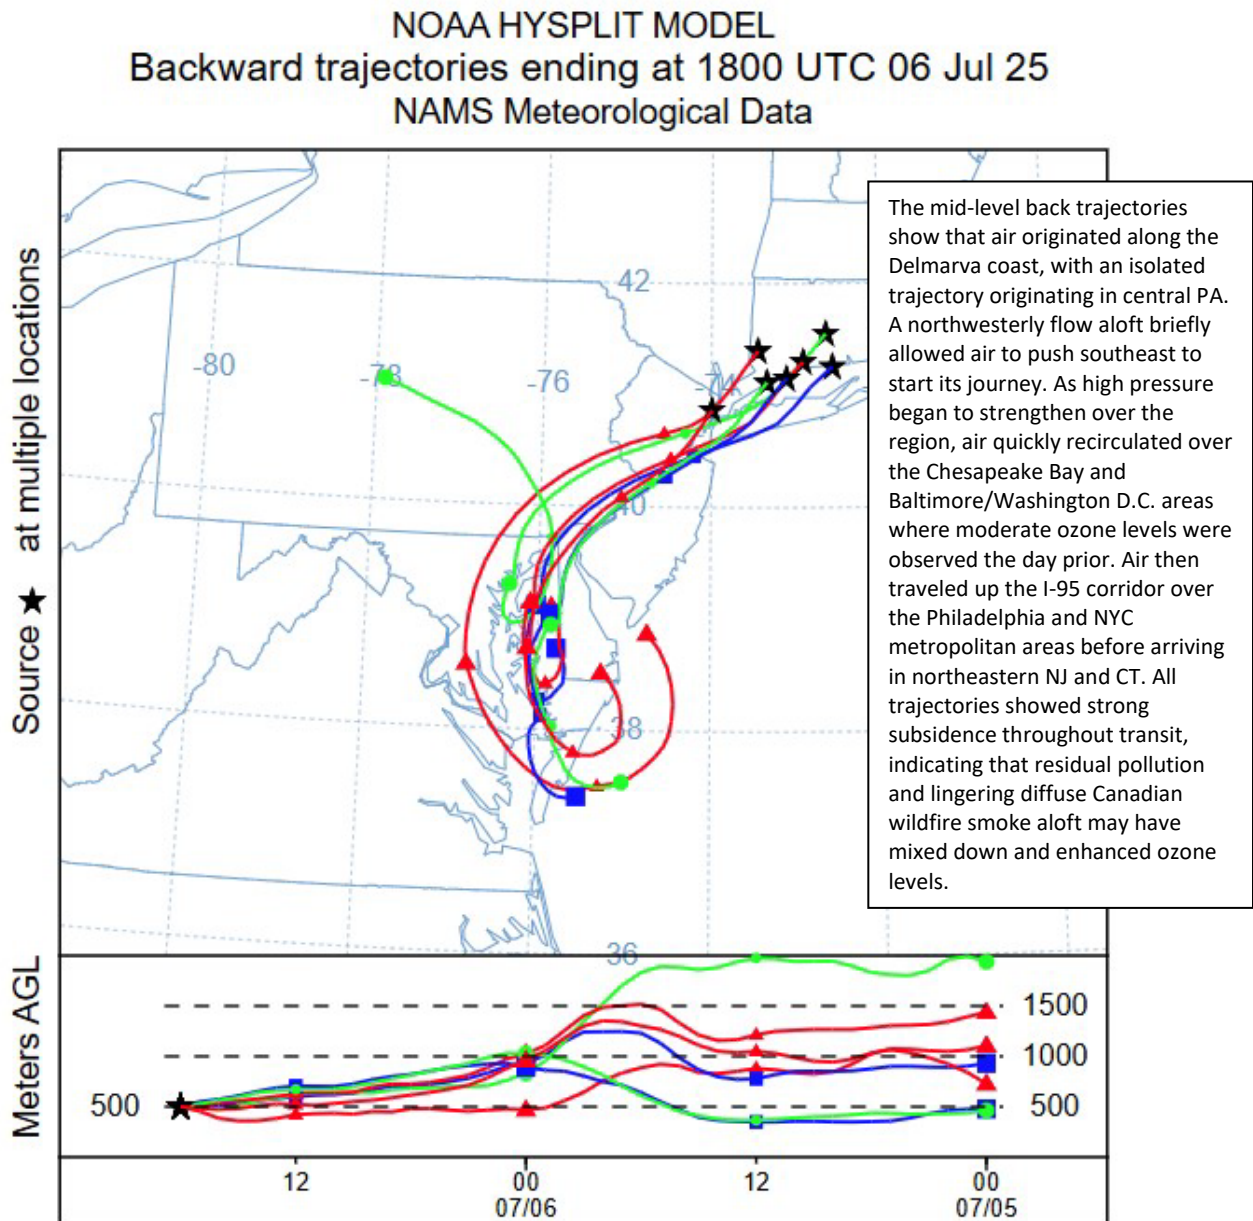 NOAA HYSPLIT MODEL
Backward trajectories ending at 1800 UTC 06 Jul 25
NAMS Meteorological Data
Source ★ at multiple locations
42
-80
-78
-76
-74
40
38
36
The mid-level back trajectories
show that air originated along the
Delmarva coast, with an isolated
trajectory originating in central PA.
A northwesterly flow aloft briefly
allowed air to push southeast to
start its journey. As high pressure
began to strengthen over the
region, air quickly recirculated over
the Chesapeake Bay and
Baltimore/Washington D.C. areas
where moderate ozone levels were
observed the day prior. Air then
traveled up the I-95 corridor over
the Philadelphia and NYC
metropolitan areas before arriving
in northeastern NJ and CT. All
trajectories showed strong
subsidence throughout transit,
indicating that residual pollution
and lingering diffuse Canadian
wildfire smoke aloft may have
mixed down and enhanced ozone
levels.
Meters AGL
1500
1000
500
500
12
00
12
00
07/06
07/05